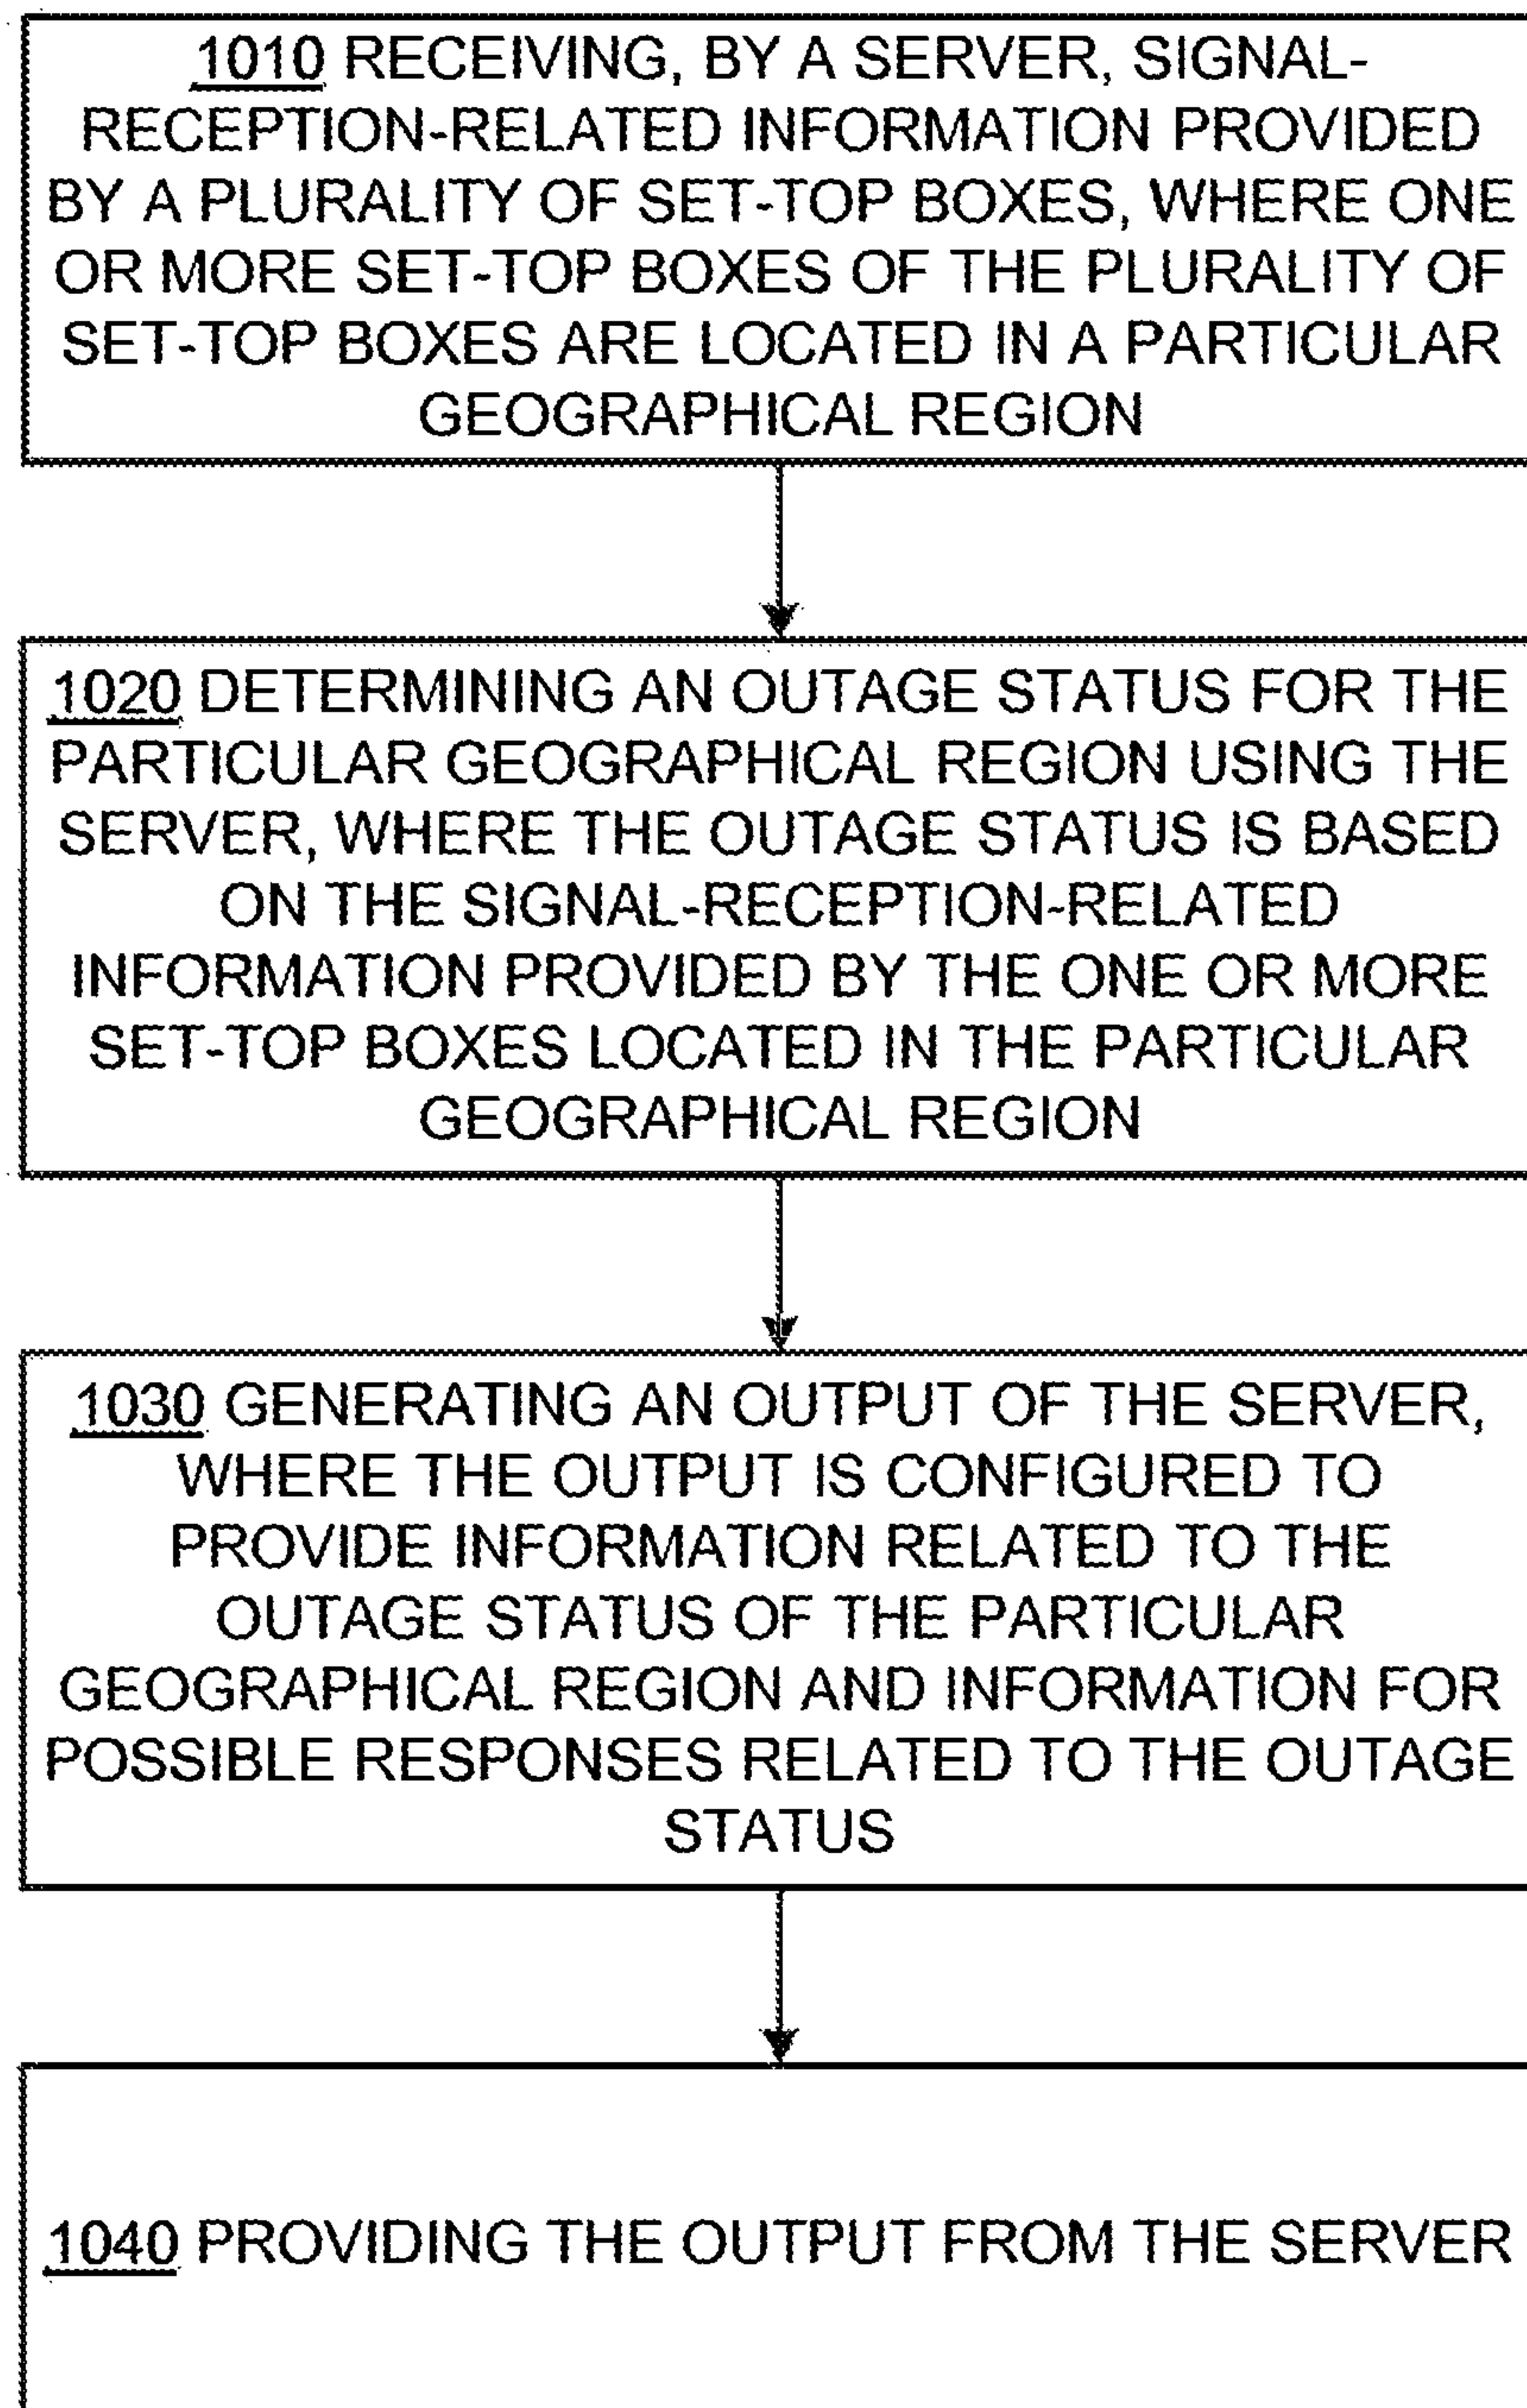 1010 RECEIVING, BY A SERVER, SIGNAL-
RECEPTION-RELATED INFORMATION PROVIDED
BY A PLURALITY OF SET-TOP BOXES, WHERE ONE
OR MORE SET-TOP BOXES OF THE PLURALITY OF
SET-TOP BOXES ARE LOCATED IN A PARTICULAR
GEOGRAPHICAL REGION
1020 DETERMINING AN OUTAGE STATUS FOR THE
PARTICULAR GEOGRAPHICAL REGION USING THE
SERVER, WHERE THE OUTAGE STATUS IS BASED
ON THE SIGNAL-RECEPTION-RELATED
INFORMATION PROVIDED BY THE ONE OR MORE
SET-TOP BOXES LOCATED IN THE PARTICULAR
GEOGRAPHICAL REGION
1030 GENERATING AN OUTPUT OF THE SERVER,
WHERE THE OUTPUT IS CONFIGURED TO
PROVIDE INFORMATION RELATED TO THE
OUTAGE STATUS OF THE PARTICULAR
GEOGRAPHICAL REGION AND INFORMATION FOR
POSSIBLE RESPONSES RELATED TO THE OUTAGE
STATUS
1040 PROVIDING THE OUTPUT FROM THE SERVER